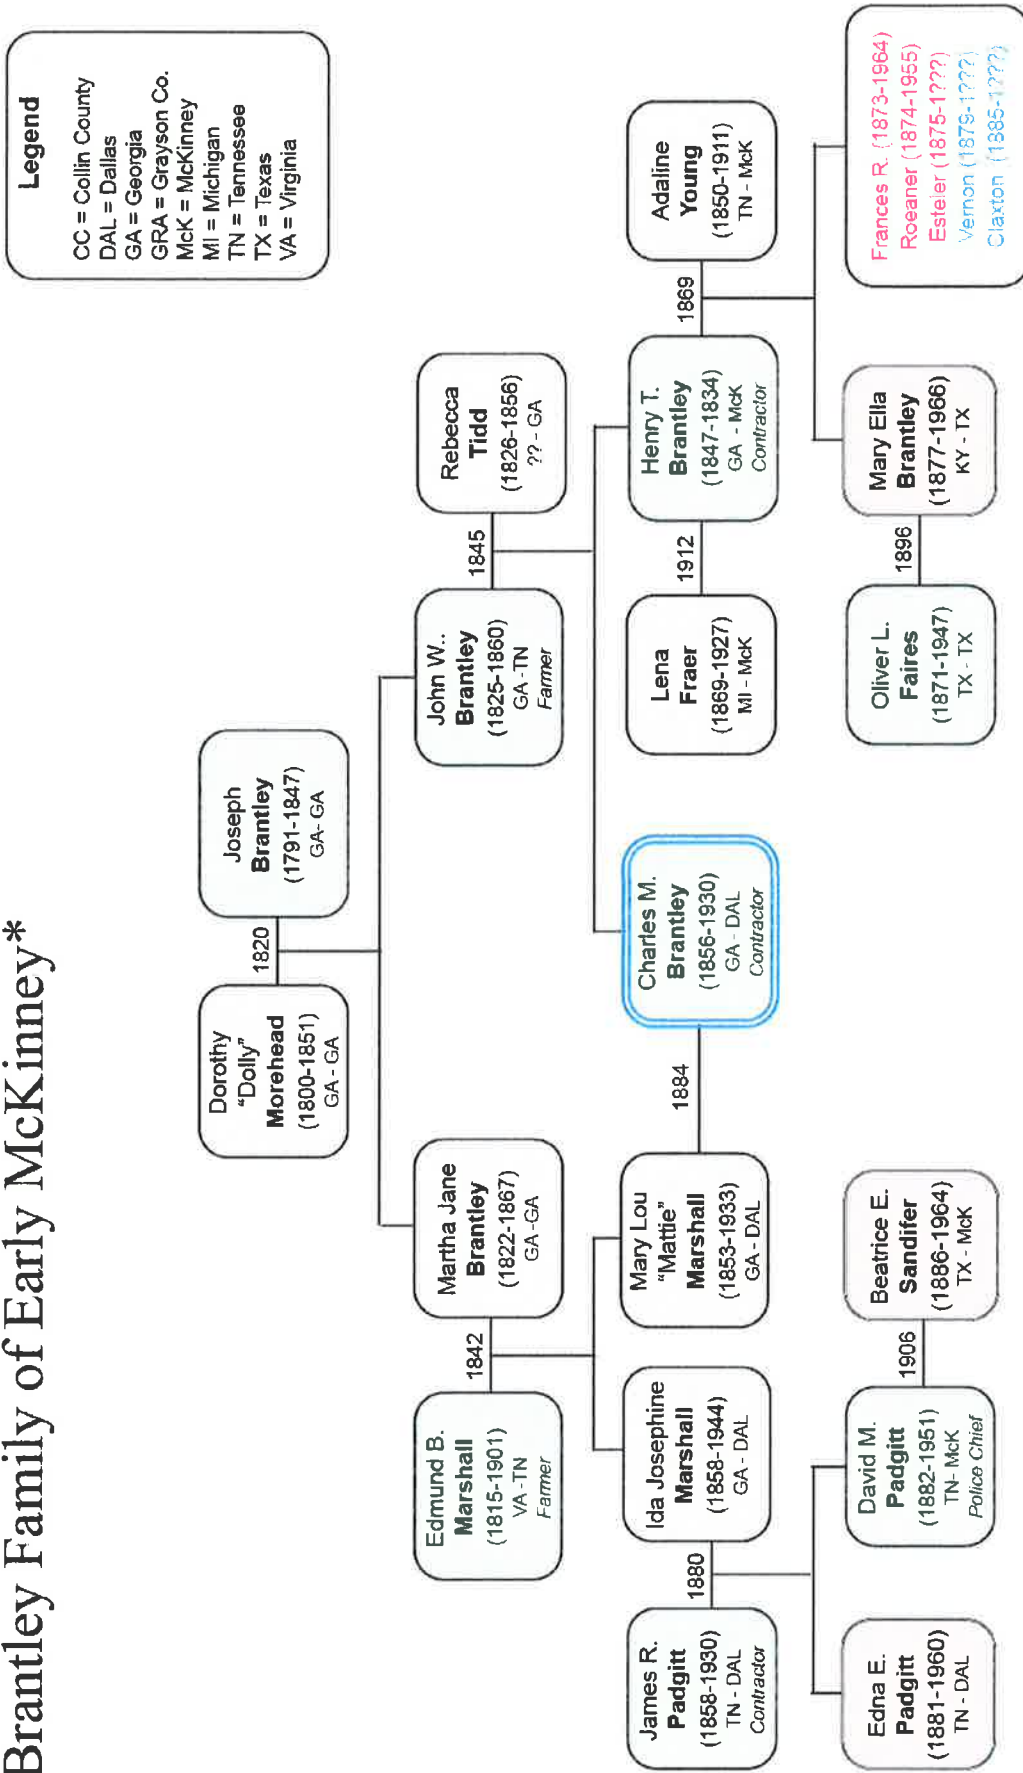 Brantley Family of Early McKinney*
Legend
CC = Collin County
DAL = Dallas
GA = Georgia
GRA = Grayson Co.
McK = McKinney
MI = Michigan
TN = Tennessee
TX = Texas
VA = Virginia
Dorothy
"Dolly"
Morehead
(1800-1851)
GA - GA
1820
Joseph
Brantley
(1791-1847)
GA- GA
Edmund B.
Marshall
(1815-1901)
VA -TN
Farmer
1842
Martha Jane
Brantley
(1822-1867)
GA -GA
John W..
Brantley
(1825-1860)
GA -TN
Farmer
1845
Rebecca
Tidd
(1826-1856)
?? - GA
James R.
Padgitt
(1858-1930)
TN - DAL
Contractor
1880
Ida Josephine
Marshall
(1858-1944)
GA - DAL
Mary Lou
"Mattie"
Marshall
(1853-1933)
GA - DAL
1884
Charles M.
Brantley
(1856-1930)
GA - DAL
Contractor
Lena
Fraer
(1869-1927)
MI - McK
1912
Henry T.
Brantley
(1847-1834)
GA - McK
Contractor
1869
Adaline
Young
(1850-1911)
TN - McK
Edna E.
Padgitt
(1881-1960)
TN - DAL
David M.
Padgitt
(1882-1951)
TN- McK
Police Chief
1906
Beatrice E.
Sandifer
(1886-1964)
TX - McK
Oliver L.
Faires
(1871-1947)
TX - TX
1896
Mary Ella
Brantley
(1877-1966)
KY - TX
Frances R. (1873-1964)
Roeaner (1874-1955)
Esteler (1875-1???)
Vernon (1879-1???)
Claxton (1885-1???)